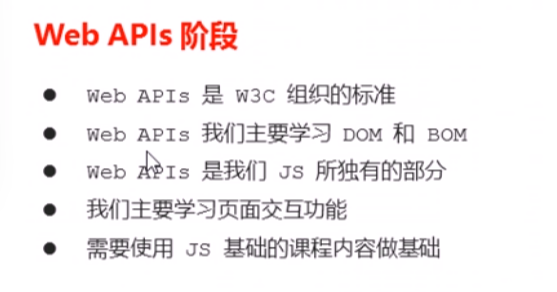 Web APIs 阶段
● Web APIs 是 W3C 组织的标准
● Web APIs 我们主要学习 DOM 和 BOM
● Web APIs 是我们 JS 所独有的部分
● 我们主要学习页面交互功能
● 需要使用 JS 基础的课程内容做基础